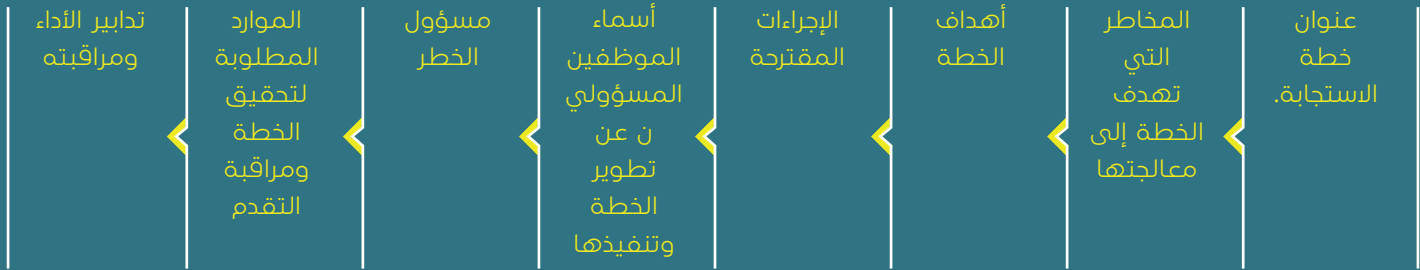 عنوان
خطة
الاستجابة.
المخاطر
التي
تهدف
الخطة إلى
معالجتها
أهداف
الخطة
الإجراءات
المقترحة
أسماء
الموظفين
المسؤولي
ن عن
تطوير
الخطة
وتنفيذها
مسؤول
الخطر
الموارد
المطلوبة
لتحقيق
الخطة
ومراقبة
التقدم
تدابير الأداء
ومراقبته